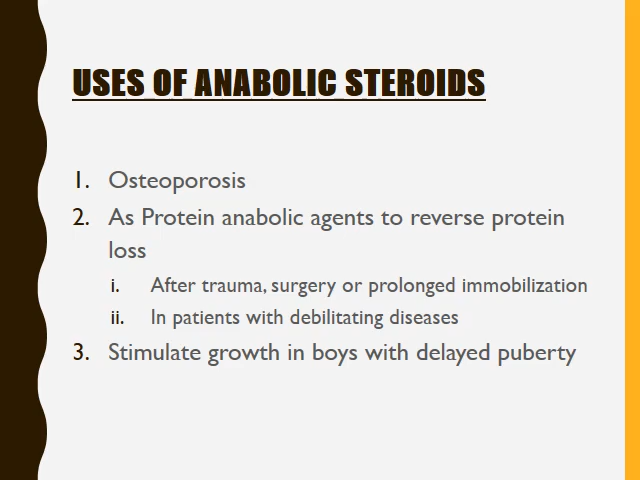 USES OF ANABOLIC STEROIDS
1. Osteoporosis
2. As Protein anabolic agents to reverse protein
loss
i. After trauma, surgery or prolonged immobilization
ii. In patients with debilitating diseases
3. Stimulate growth in boys with delayed puberty